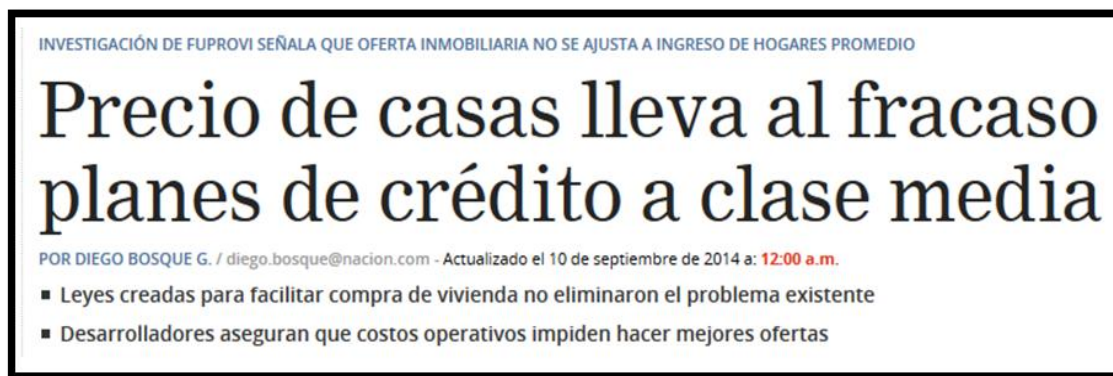 INVESTIGACIÓN DE FUPROVI SEÑALA QUE OFERTA INMOBILIARIA NO SE AJUSTA A INGRESO DE HOGARES PROMEDIO
Precio de casas lleva al fracaso
planes de crédito a clase media
POR DIEGO BOSQUE G. / diego.bosque@nacion.com - Actualizado el 10 de septiembre de 2014 a: 12:00 a.m.
▪ Leyes creadas para facilitar compra de vivienda no eliminaron el problema existente
▪ Desarrolladores aseguran que costos operativos impiden hacer mejores ofertas